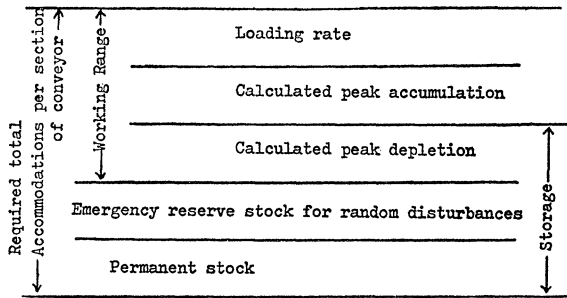 Required total
Accommodations per section
of conveyor
Working Range
Loading rate
Calculated peak accumulation
Calculated peak depletion
Emergency reserve stock for random disturbances
Permanent stock
Storage